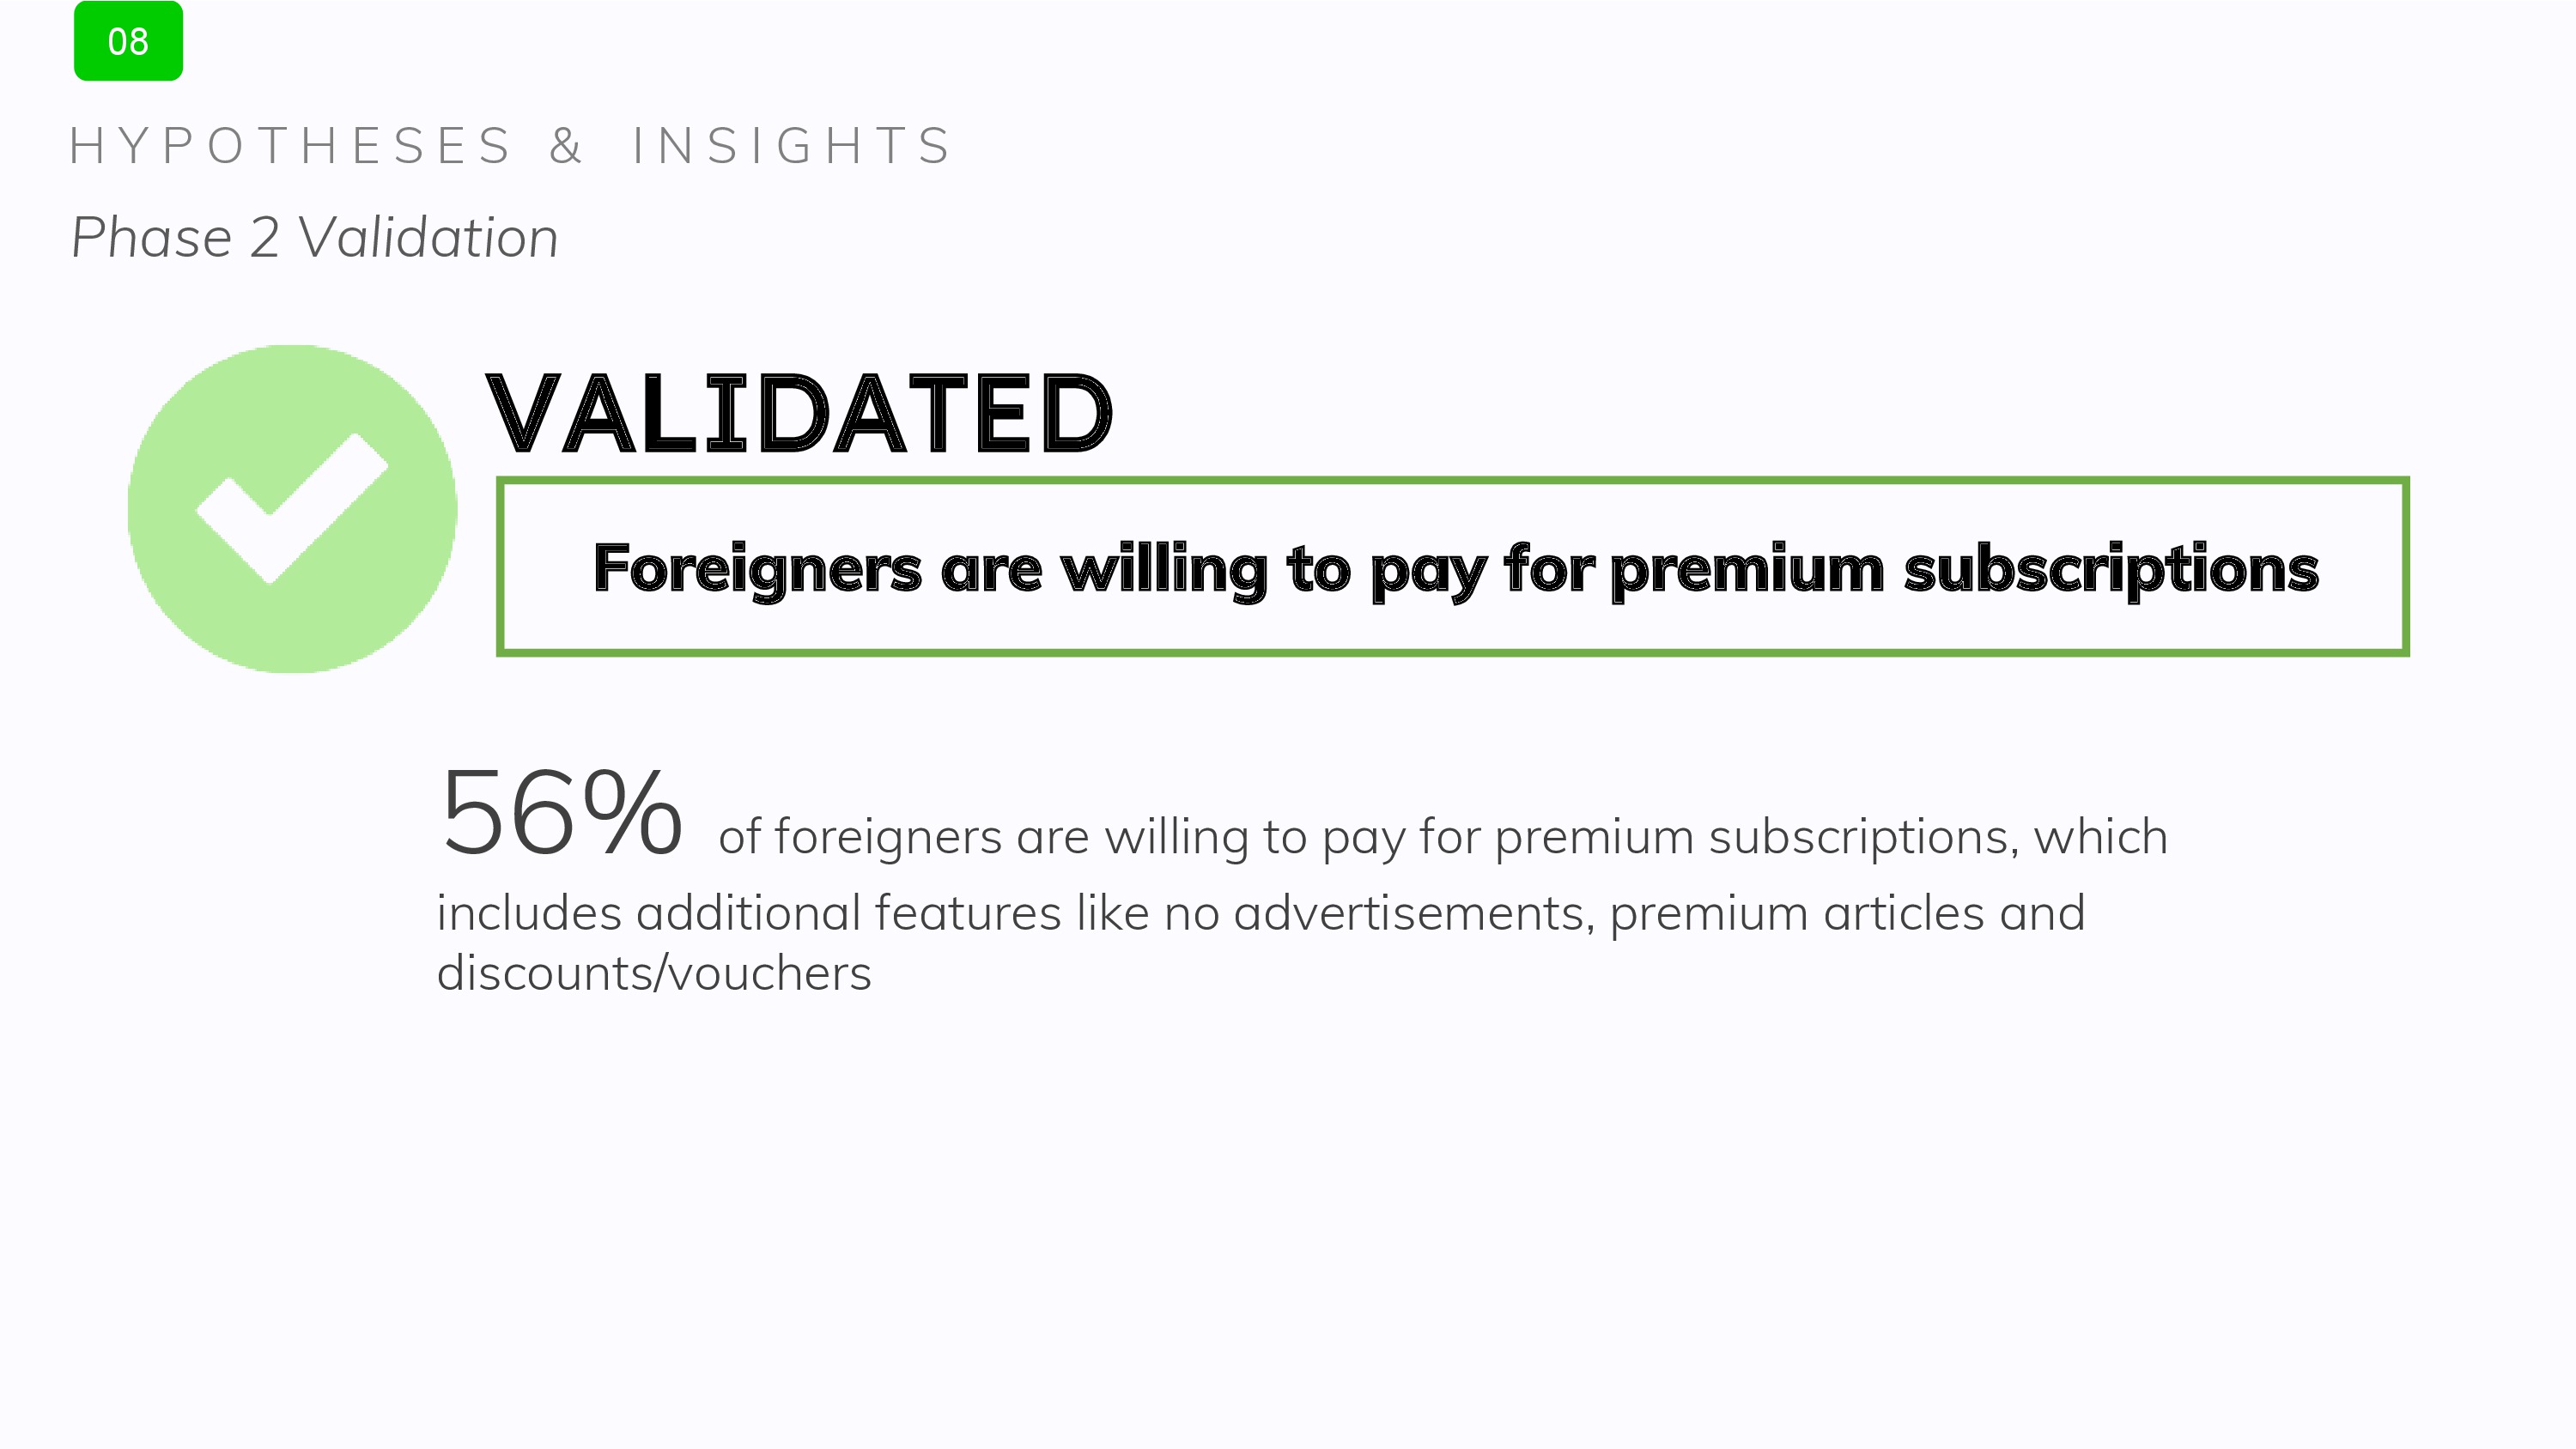 08
HYPOTHESES & INSIGHTS
Phase 2 Validation
VALIDATED
Foreigners are willing to pay for premium subscriptions
56% of foreigners are willing to pay for premium subscriptions, which
includes additional features like no advertisements, premium articles and
discounts/vouchers